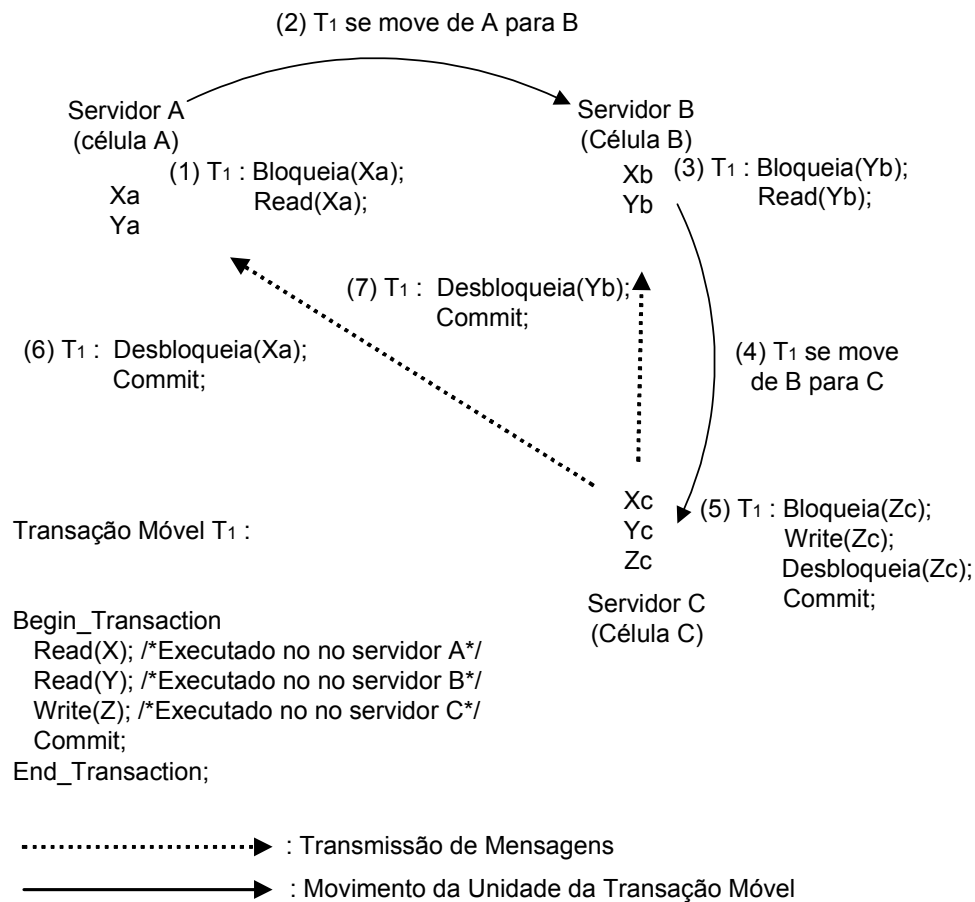 (2) T1 se move de A para B
Servidor A
(célula A)
Servidor B
(Célula B)
(1) T1 : Bloqueia(Xa);
Read(Xa);
Xa
Ya
Xb
Yb
(3) T1 : Bloqueia(Yb);
Read(Yb);
(7) T1 : Desbloqueia(Yb);
Commit;
(6) T1 : Desbloqueia(Xa);
Commit;
(4) T1 se move
de B para C
Xc
Yc
Zc
(5) T1 : Bloqueia(Zc);
Write(Zc);
Desbloqueia(Zc);
Commit;
Servidor C
(Célula C)
Transação Móvel T1 :
Begin_Transaction
Read(X); /*Executado no no servidor A*/
Read(Y); /*Executado no no servidor B*/
Write(Z); /*Executado no no servidor C*/
Commit;
End_Transaction;
: Transmissão de Mensagens
: Movimento da Unidade da Transação Móvel